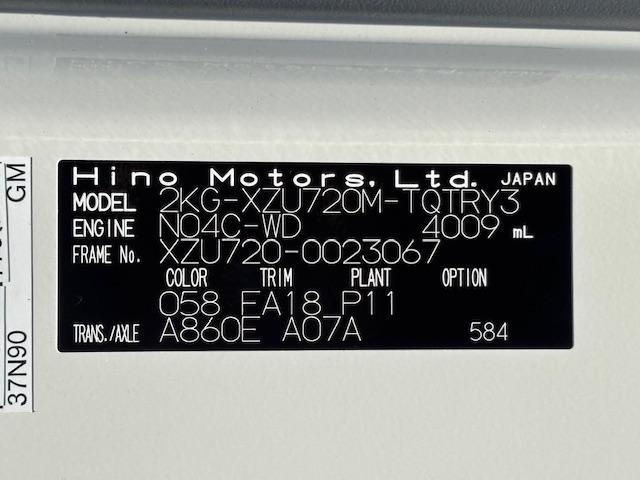 Hino Motors, Ltd. JAPAN
MODEL 2KG-XZU720M-TQTRY3
ENGINE N04C-WD 4009 mL
FRAME No. XZU720-0023067
COLOR TRIM PLANT OPTION
058 FA18 P11
TRANS./AXLE A860E A07A 584
GM
37N90